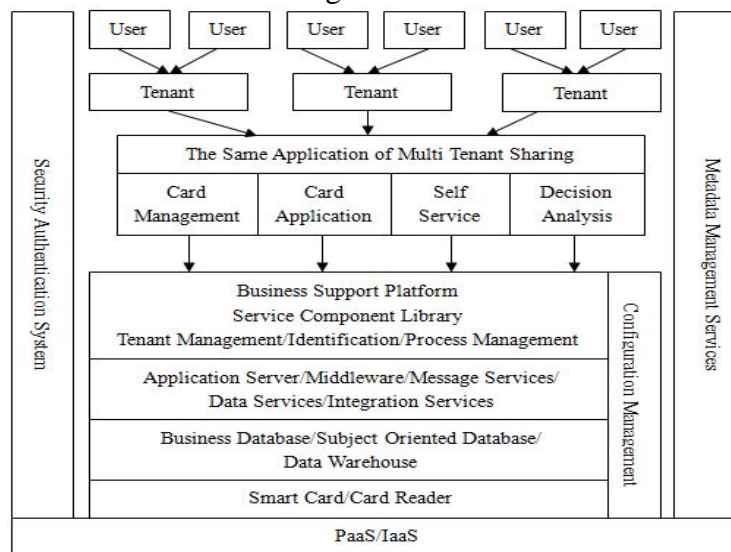 User
User
User
User
User
User
Tenant
Tenant
Tenant
The Same Application of Multi Tenant Sharing
Card
Management
Card
Application
Self
Service
Decision
Analysis
Business Support Platform
Service Component Library
Tenant Management/Identification/Process Management
Application Server/Middleware/Message Services/
Data Services/Integration Services
Business Database/Subject Oriented Database/
Data Warehouse
Smart Card/Card Reader
Configuration Management
Security Authentication System
Metadata Management Services
PaaS/IaaS